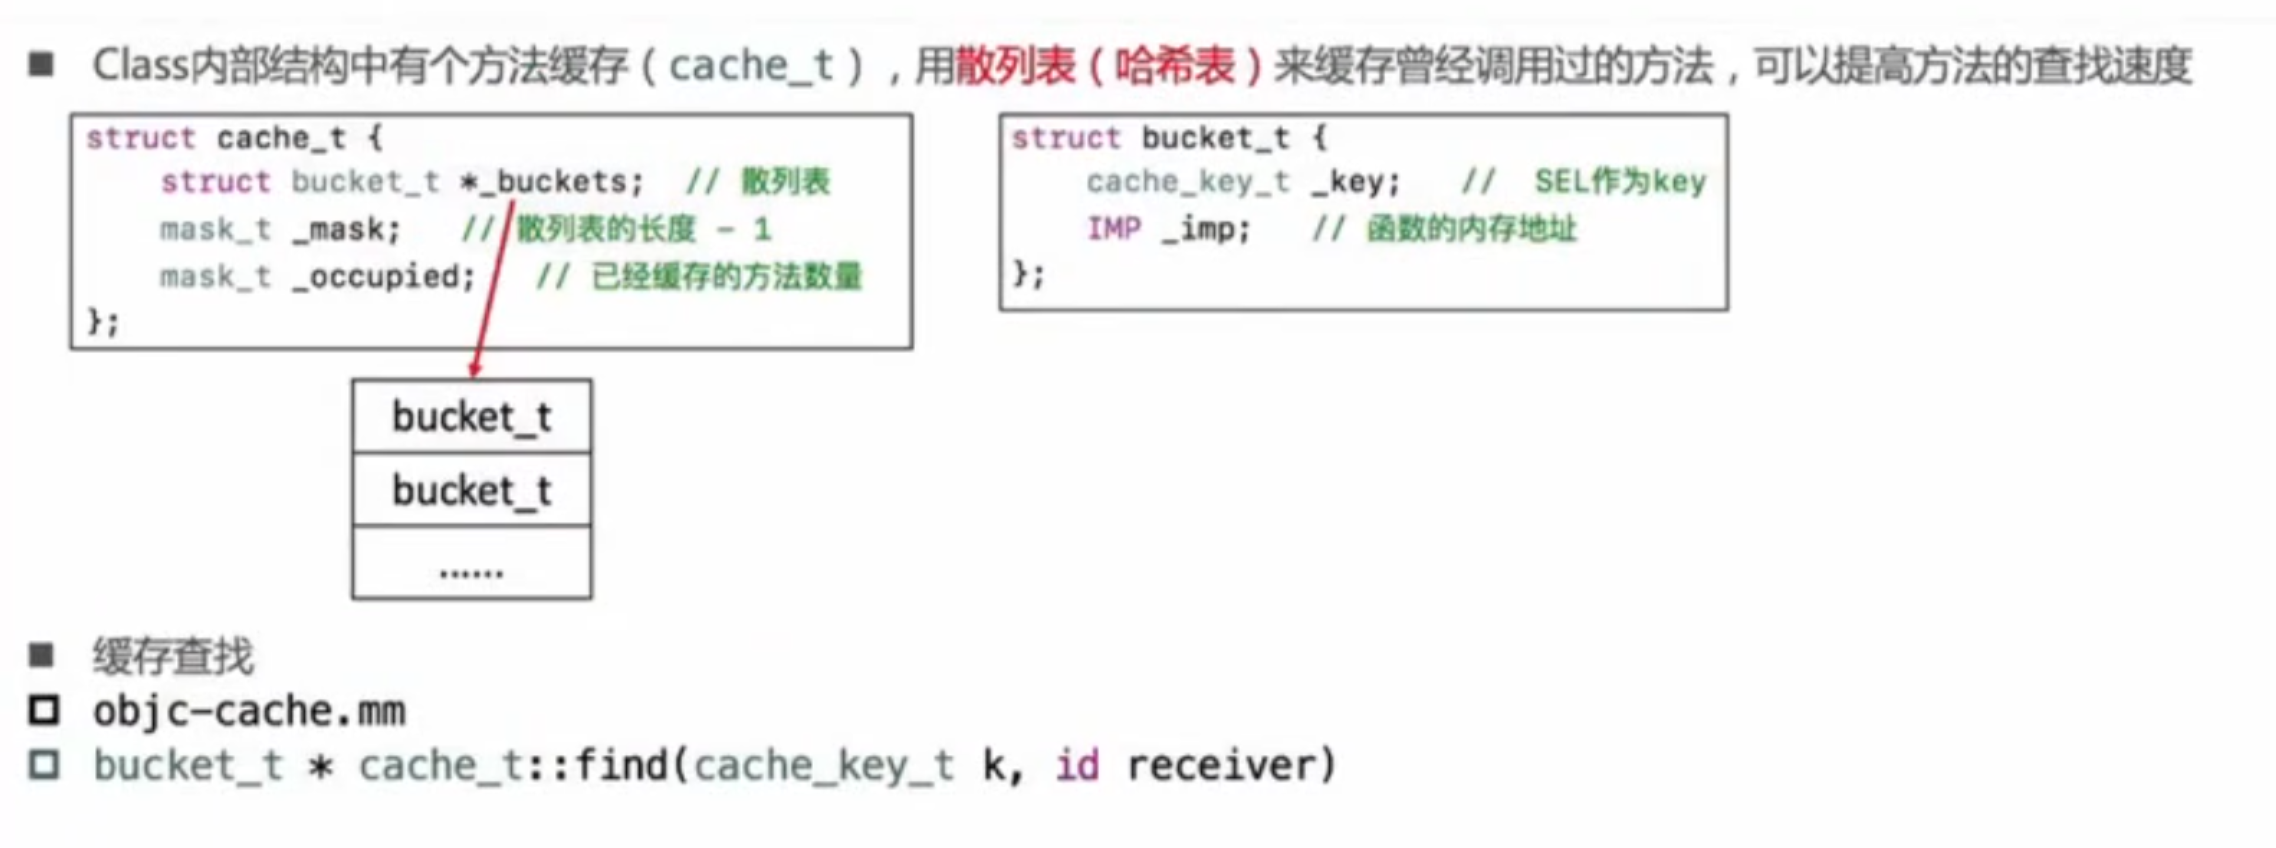 ■ Class内部结构中有个方法缓存(cache_t),用散列表(哈希表)来缓存曾经调用过的方法,可以提高方法的查找速度
struct cache_t {
struct bucket_t *_buckets; // 散列表
mask_t _mask; // 散列表的长度 - 1
mask_t _occupied; // 已经缓存的方法数量
};
struct bucket_t {
cache_key_t _key; // SEL作为key
IMP _imp; // 函数的内存地址
};
bucket_t
bucket_t
......
■ 缓存查找
objc-cache.mm
bucket_t * cache_t::find(cache_key_t k, id receiver)